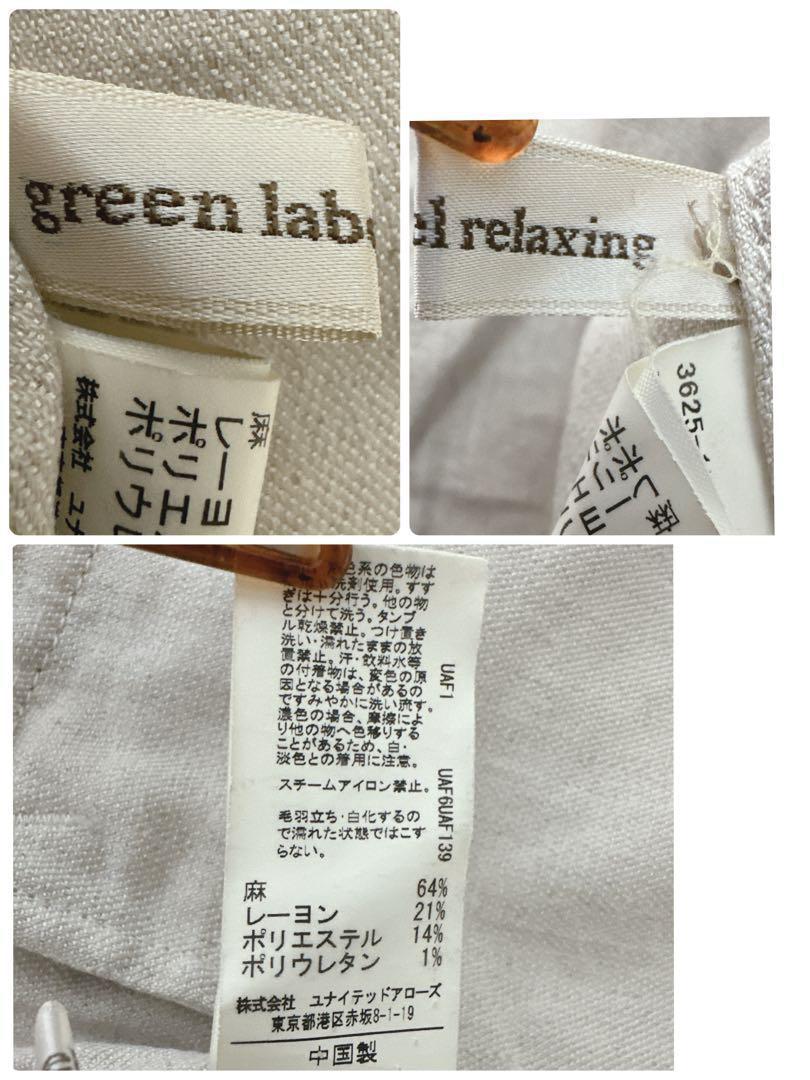 green lab
el relaxing
麻
レーヨ
ポリエ
ポリウレ
株式会社 ユナ
3625-
麻
レーヨ
色系の色物は
洗剤使用。すす
ぎは十分行う。他の物
と分けて洗う。タンブ
ル乾燥禁止。つけ置き
洗い・濡れたままの放
置禁止。汗・飲料水等
の付着物は、変色の原
因となる場合があるの
ですみやかに洗い流す。
濃色の場合、摩擦によ
り他の物へ色移りする
ことがあるため、白・
淡色との着用に注意。
スチームアイロン禁止。
毛羽立ち・白化するの
で濡れた状態ではこす
らない。
UAF1
UAF6UAF139
麻 64%
レーヨン 21%
ポリエステル 14%
ポリウレタン 1%
株式会社 ユナイテッドアローズ
東京都港区赤坂8-1-19
中国製